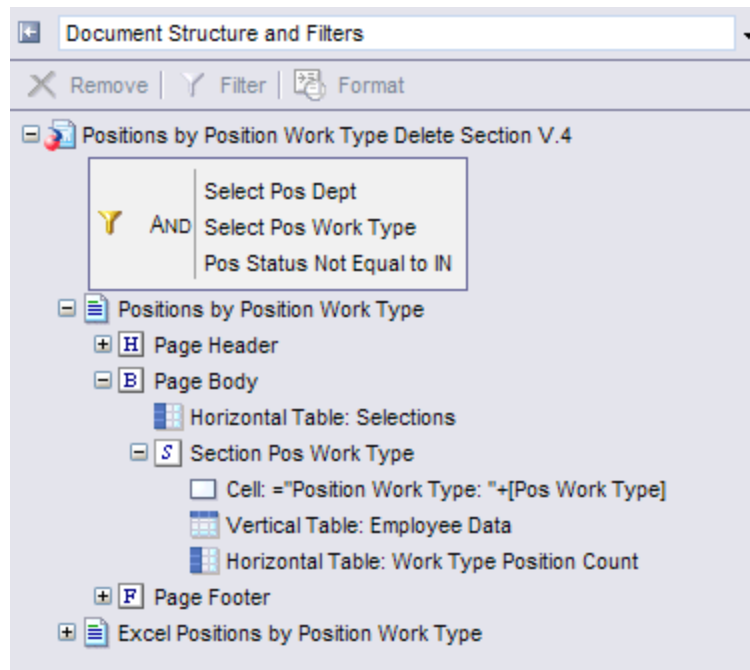 Document Structure and Filters
Remove Filter Format
Positions by Position Work Type Delete Section V.4
Select Pos Dept
AND Select Pos Work Type
Pos Status Not Equal to IN
Positions by Position Work Type
H Page Header
B Page Body
Horizontal Table: Selections
S Section Pos Work Type
Cell: ="Position Work Type: "+[Pos Work Type]
Vertical Table: Employee Data
Horizontal Table: Work Type Position Count
F Page Footer
Excel Positions by Position Work Type